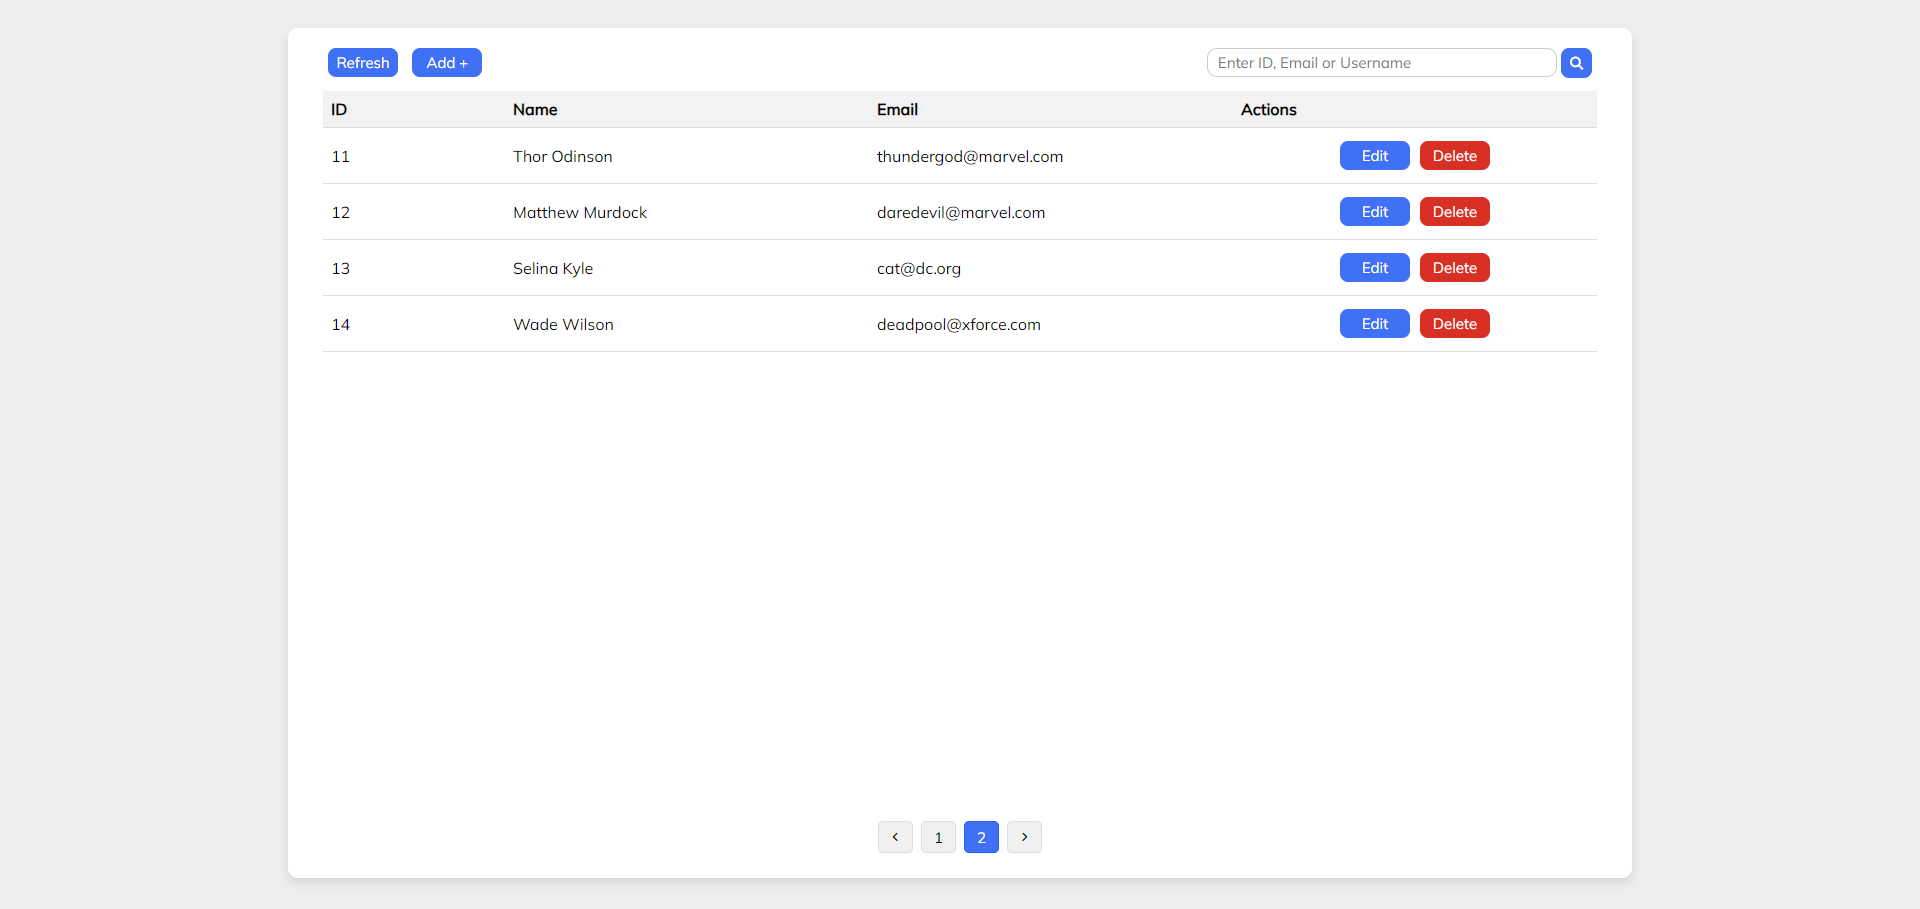 Refresh Add + Enter ID, Email or Username
ID Name Email Actions
11 Thor Odinson thundergod@marvel.com Edit Delete
12 Matthew Murdock daredevil@marvel.com Edit Delete
13 Selina Kyle cat@dc.org Edit Delete
14 Wade Wilson deadpool@xforce.com Edit Delete
‹ 1 2 ›